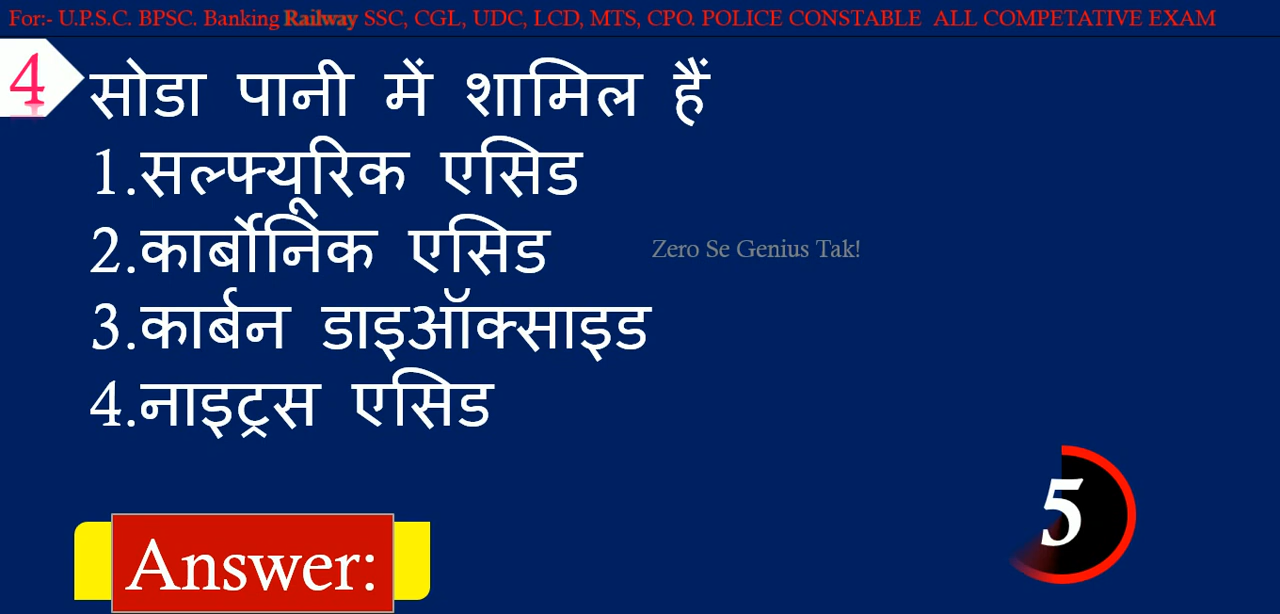 For:- U.P.S.C. BPSC. Banking Railway SSC, CGL, UDC, LCD, MTS, CPO. POLICE CONSTABLE ALL COMPETATIVE EXAM
4 सोडा पानी में शामिल हैं
1.सल्फ्यूरिक एसिड
2.कार्बोनिक एसिड
Zero Se Genius Tak!
3.कार्बन डाइऑक्साइड
4.नाइट्रस एसिड
5
Answer: